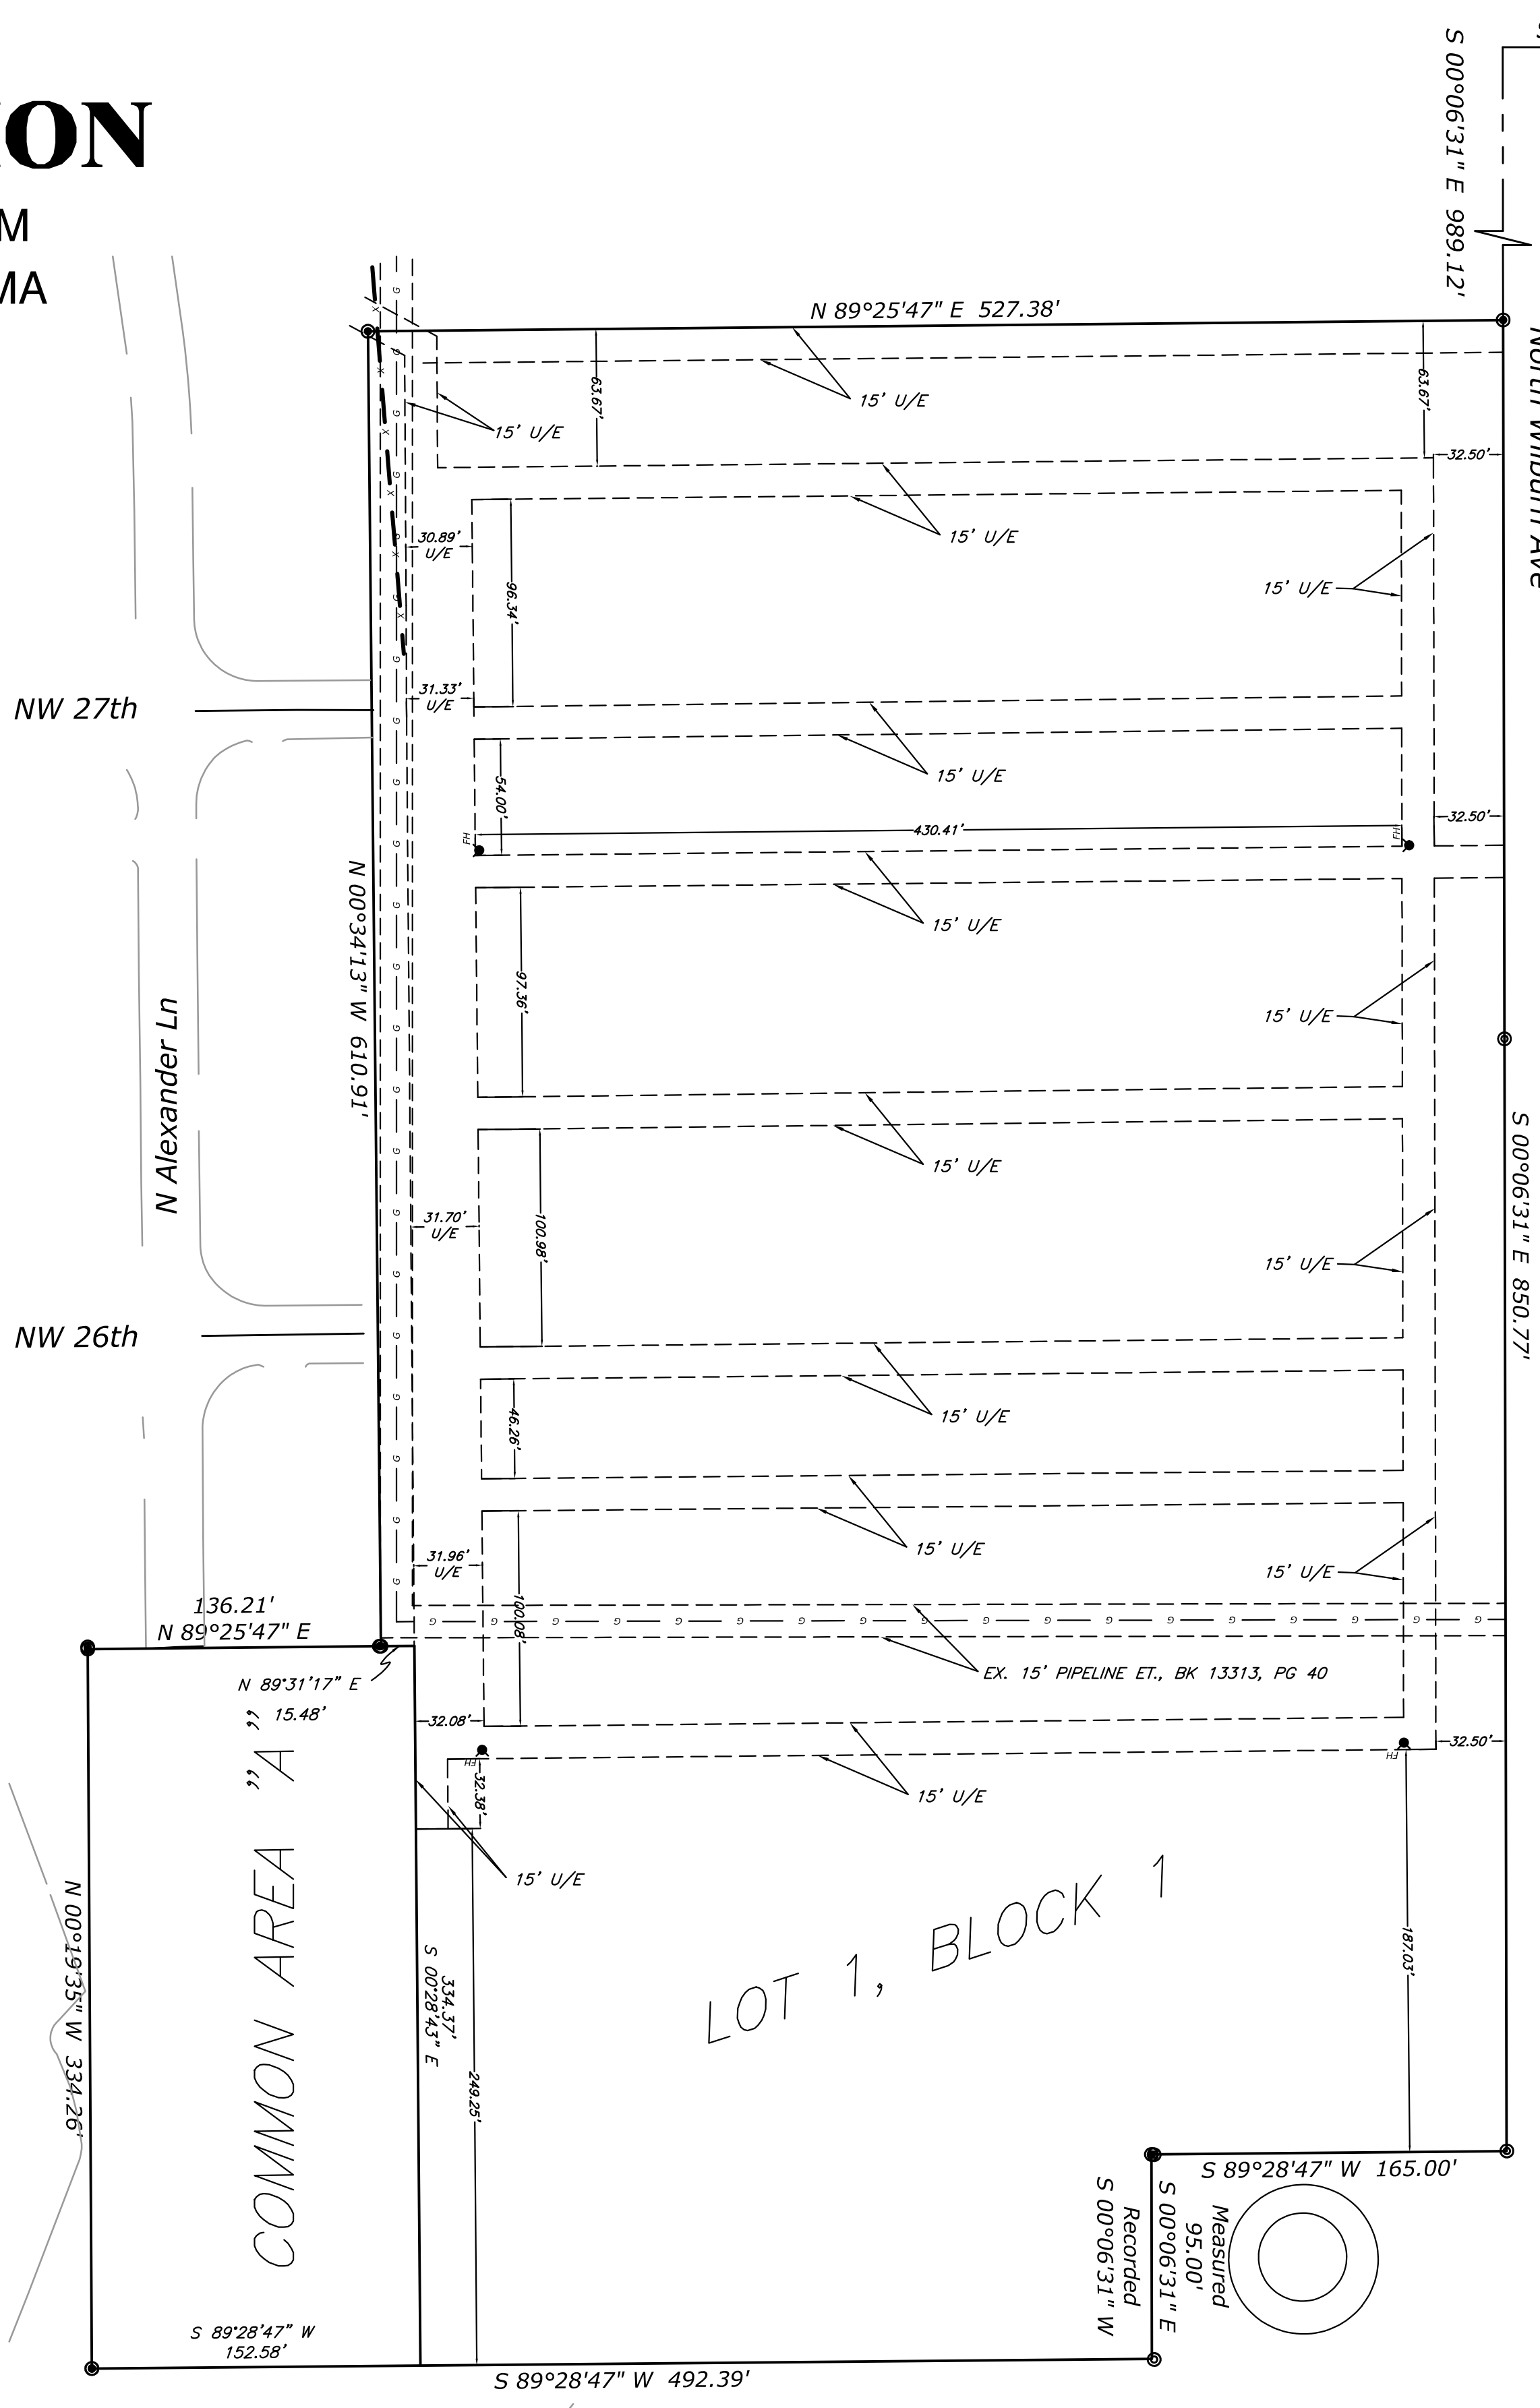 ION
M
MA
S 00°06'31" E 989.12'
N 89°25'47" E 527.38'
North Wilburn Ave
63.67'
63.67'
15' U/E
15' U/E
32.50'
15' U/E
30.89'
U/E
96.34'
15' U/E
31.33'
U/E
NW 27th
15' U/E
54.00'
430.41'
FH
FH
32.50'
N 00°34'13" W 610.91'
15' U/E
97.36'
15' U/E
N Alexander Ln
S 00°06'31" E 850.77'
15' U/E
31.70'
U/E
100.98'
15' U/E
NW 26th
15' U/E
46.26'
15' U/E
31.96'
U/E
15' U/E
100.08'
136.21'
N 89°25'47" E
EX. 15' PIPELINE ET., BK 13313, PG 40
N 89°31'17" E
15.48'
32.08'
32.50'
FH
FH
32.38'
15' U/E
15' U/E
COMMON AREA "A"
N 00°19'35" W 334.26'
334.37'
S 00°28'43" E
249.25'
LOT 1, BLOCK 1
187.03'
S 89°28'47" W 165.00'
Measured
95.00'
S 00°06'31" E
Recorded
S 00°06'31" W
S 89°28'47" W
152.58'
S 89°28'47" W 492.39'